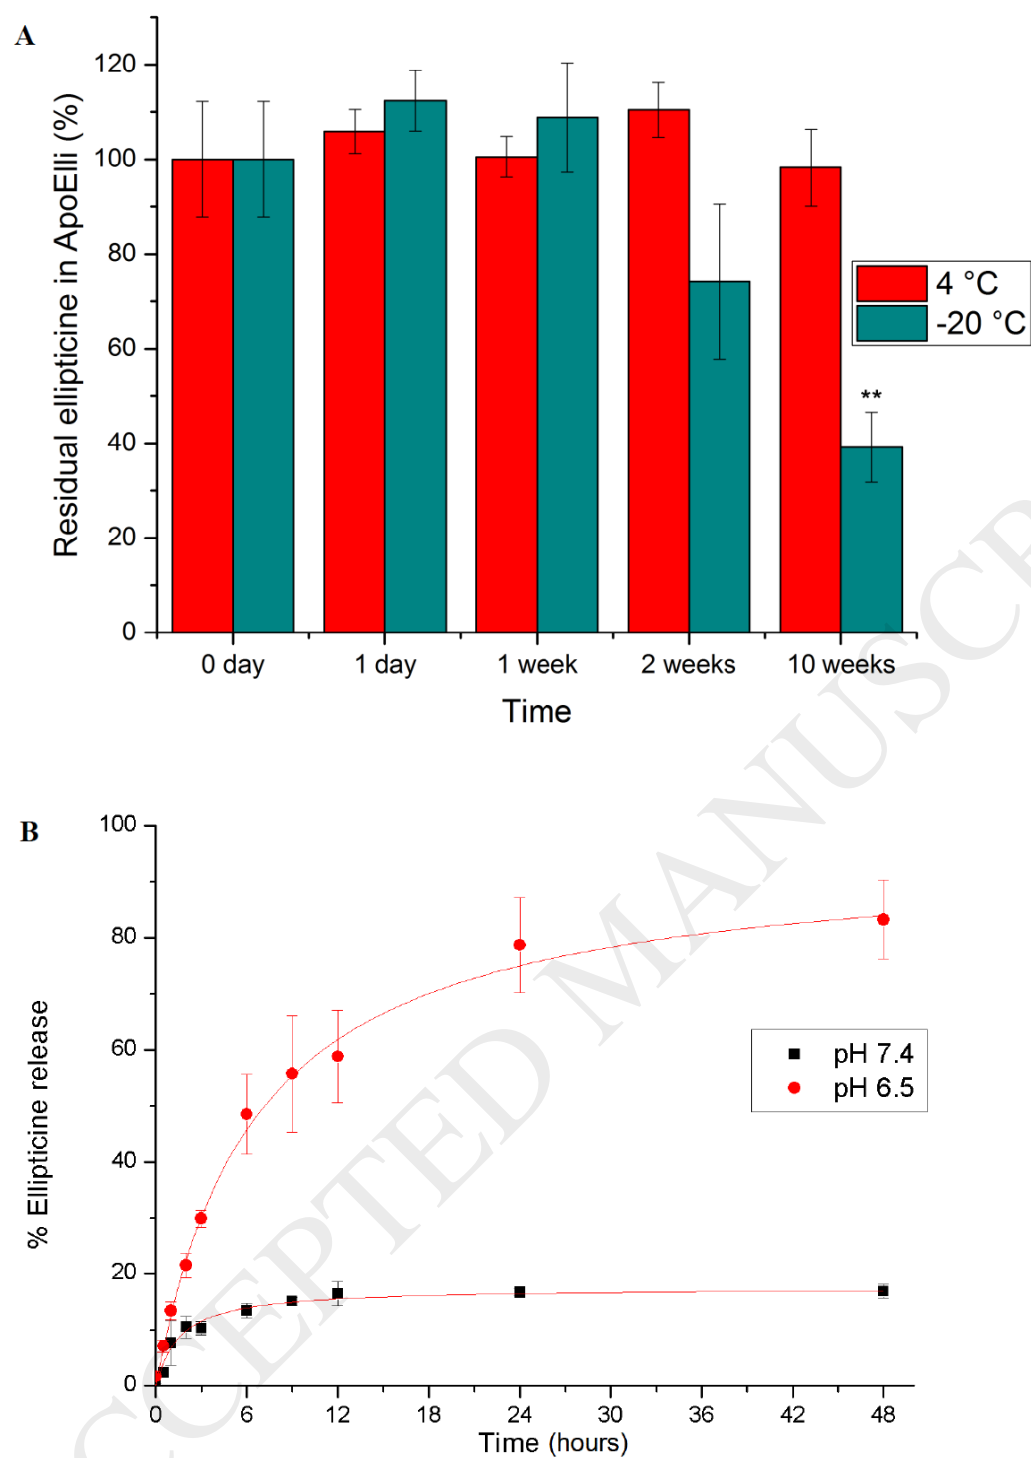 A
Residual ellipticine in ApoElli (%)
120
100
80
60
40
20
0
**
4 °C
-20 °C
0 day 1 day 1 week 2 weeks 10 weeks
Time
B
% Ellipticine release
100
80
60
40
20
0
pH 7.4
pH 6.5
0 6 12 18 24 30 36 42 48
Time (hours)
CCEPTED MANUSCR